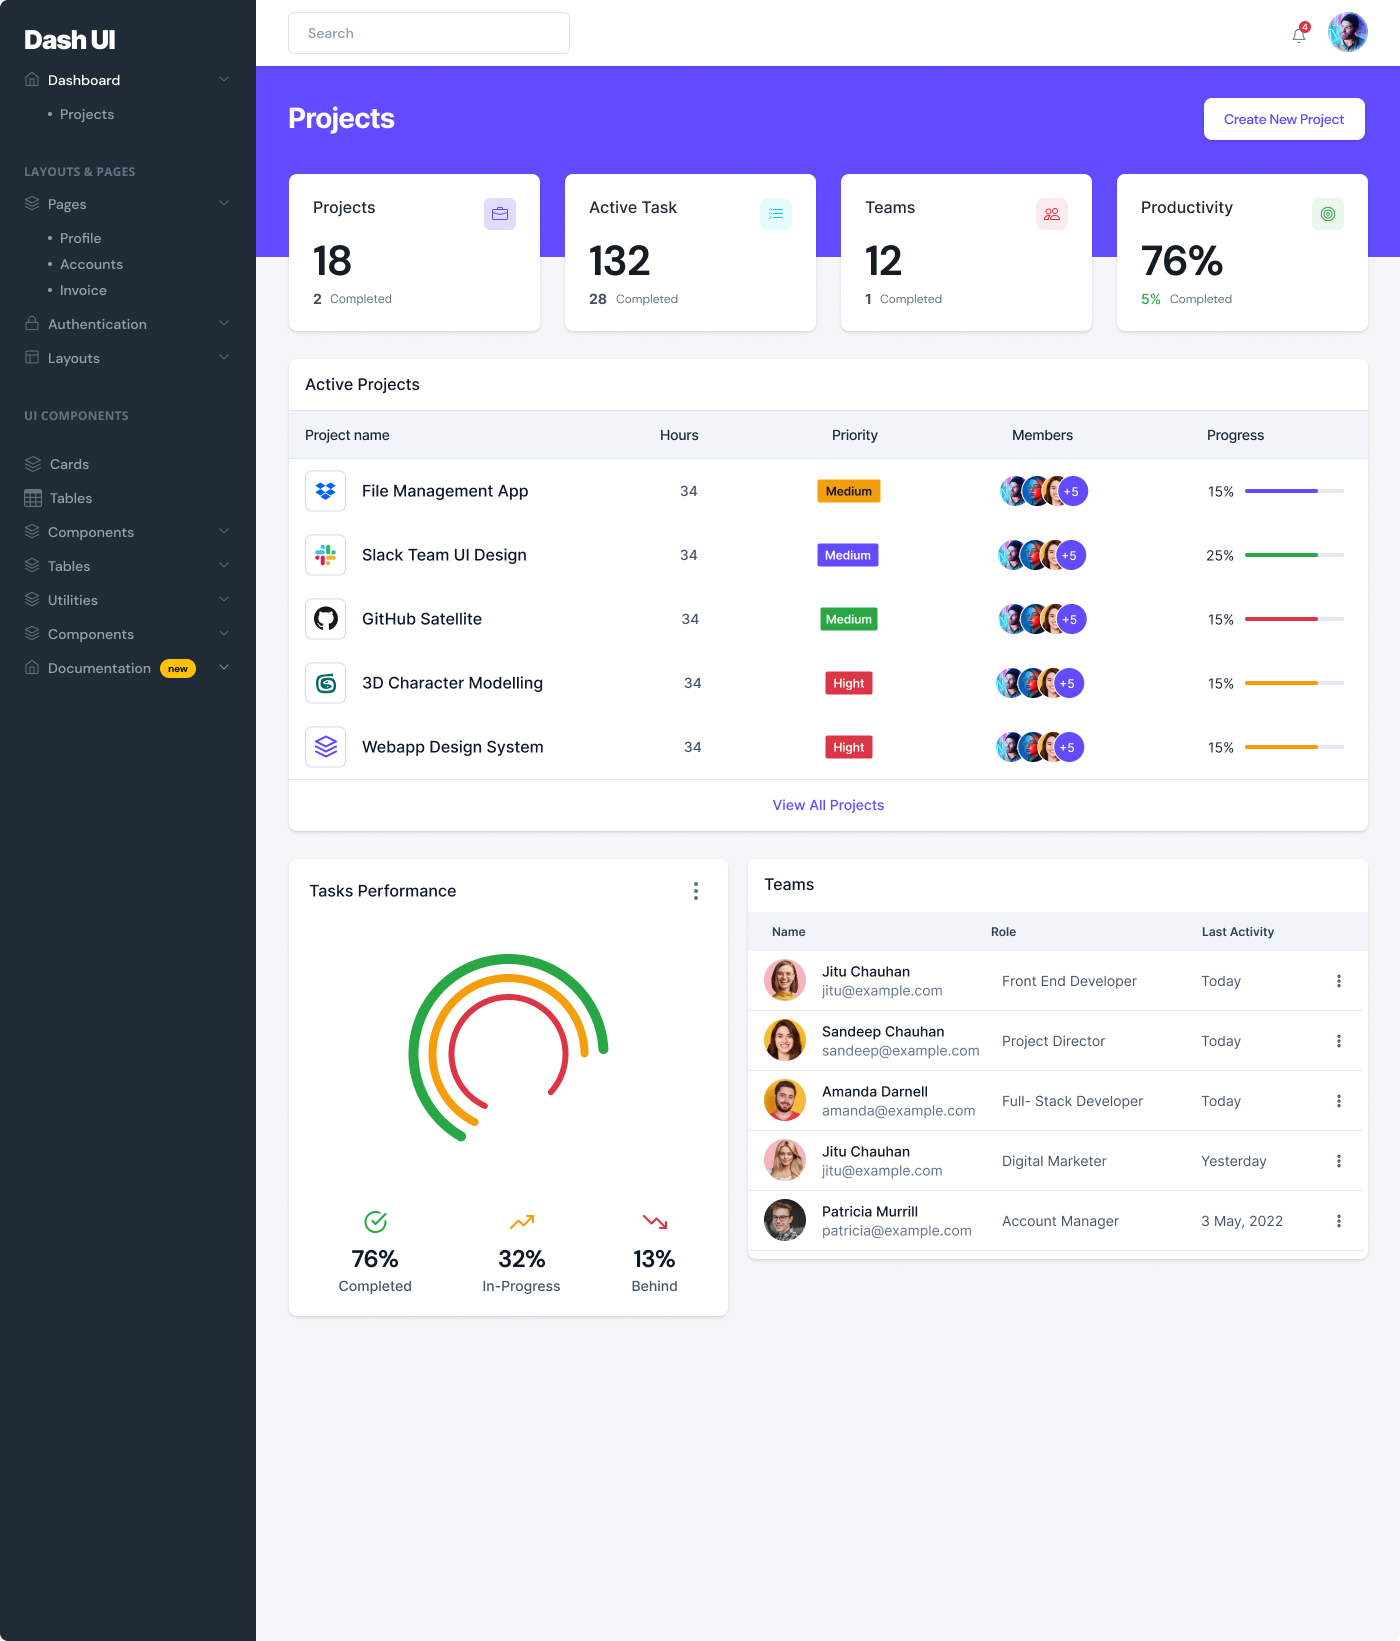 Dash UI
Dashboard
• Projects
LAYOUTS & PAGES
Pages
• Profile
• Accounts
• Invoice
Authentication
Layouts
UI COMPONENTS
Cards
Tables
Components
Tables
Utilities
Components
Documentation new
Search
4
Projects
Create New Project
Projects
18
2 Completed
Active Task
132
28 Completed
Teams
12
1 Completed
Productivity
76%
5% Completed
Active Projects
Project name Hours Priority Members Progress
File Management App 34 Medium +5 15%
Slack Team UI Design 34 Medium +5 25%
GitHub Satellite 34 Medium +5 15%
3D Character Modelling 34 Hight +5 15%
Webapp Design System 34 Hight +5 15%
View All Projects
Tasks Performance
76%
Completed
32%
In-Progress
13%
Behind
Teams
Name Role Last Activity
Jitu Chauhan
jitu@example.com
Front End Developer Today
Sandeep Chauhan
sandeep@example.com
Project Director Today
Amanda Darnell
amanda@example.com
Full- Stack Developer Today
Jitu Chauhan
jitu@example.com
Digital Marketer Yesterday
Patricia Murrill
patricia@example.com
Account Manager 3 May, 2022